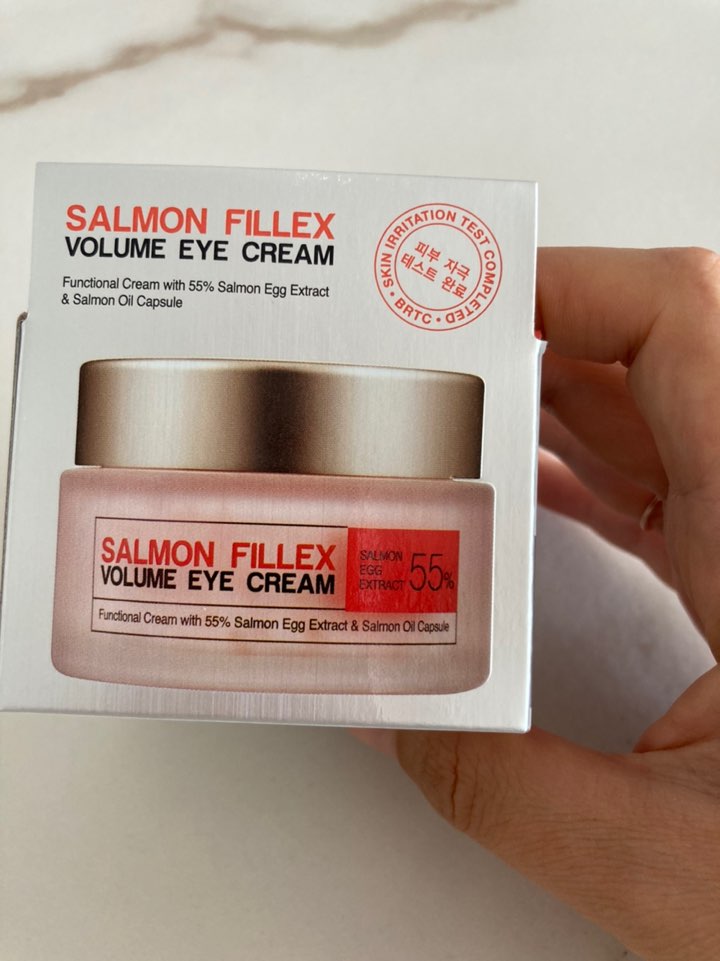 SALMON FILLEX
VOLUME EYE CREAM
Functional Cream with 55% Salmon Egg Extract
& Salmon Oil Capsule
SKIN IRRITATION TEST COMPLETED
피부 자극
테스트 완료
• BRTC •
SALMON FILLEX
VOLUME EYE CREAM
SALMON
EGG
EXTRACT
55%
Functional Cream with 55% Salmon Egg Extract & Salmon Oil Capsule